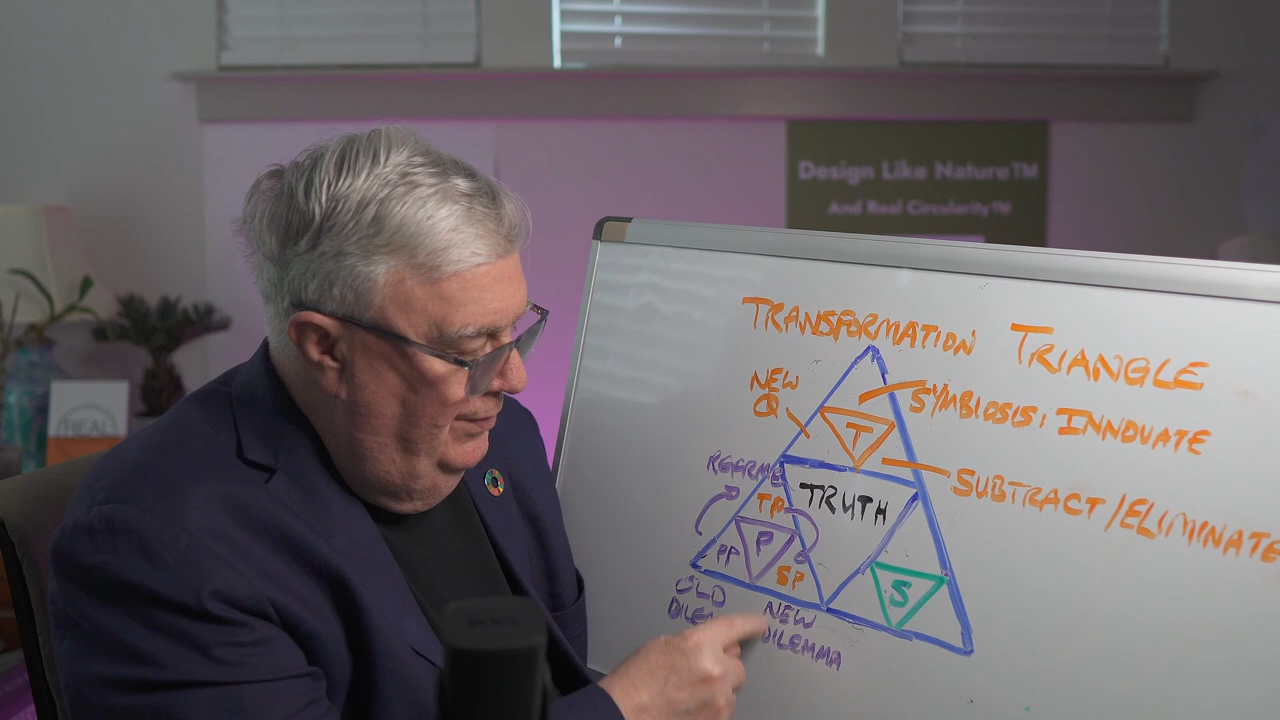 Design Like Nature™
And Real Circularity™
TRANSFORMATION TRIANGLE
NEW
Q
SYMBIOSIS: INNOVATE
T
REFRAME
SUBTRACT/ELIMINATE
TRUTH
TP
P
PP
SP
S
OLD
NEW
DILEMMA
REAL